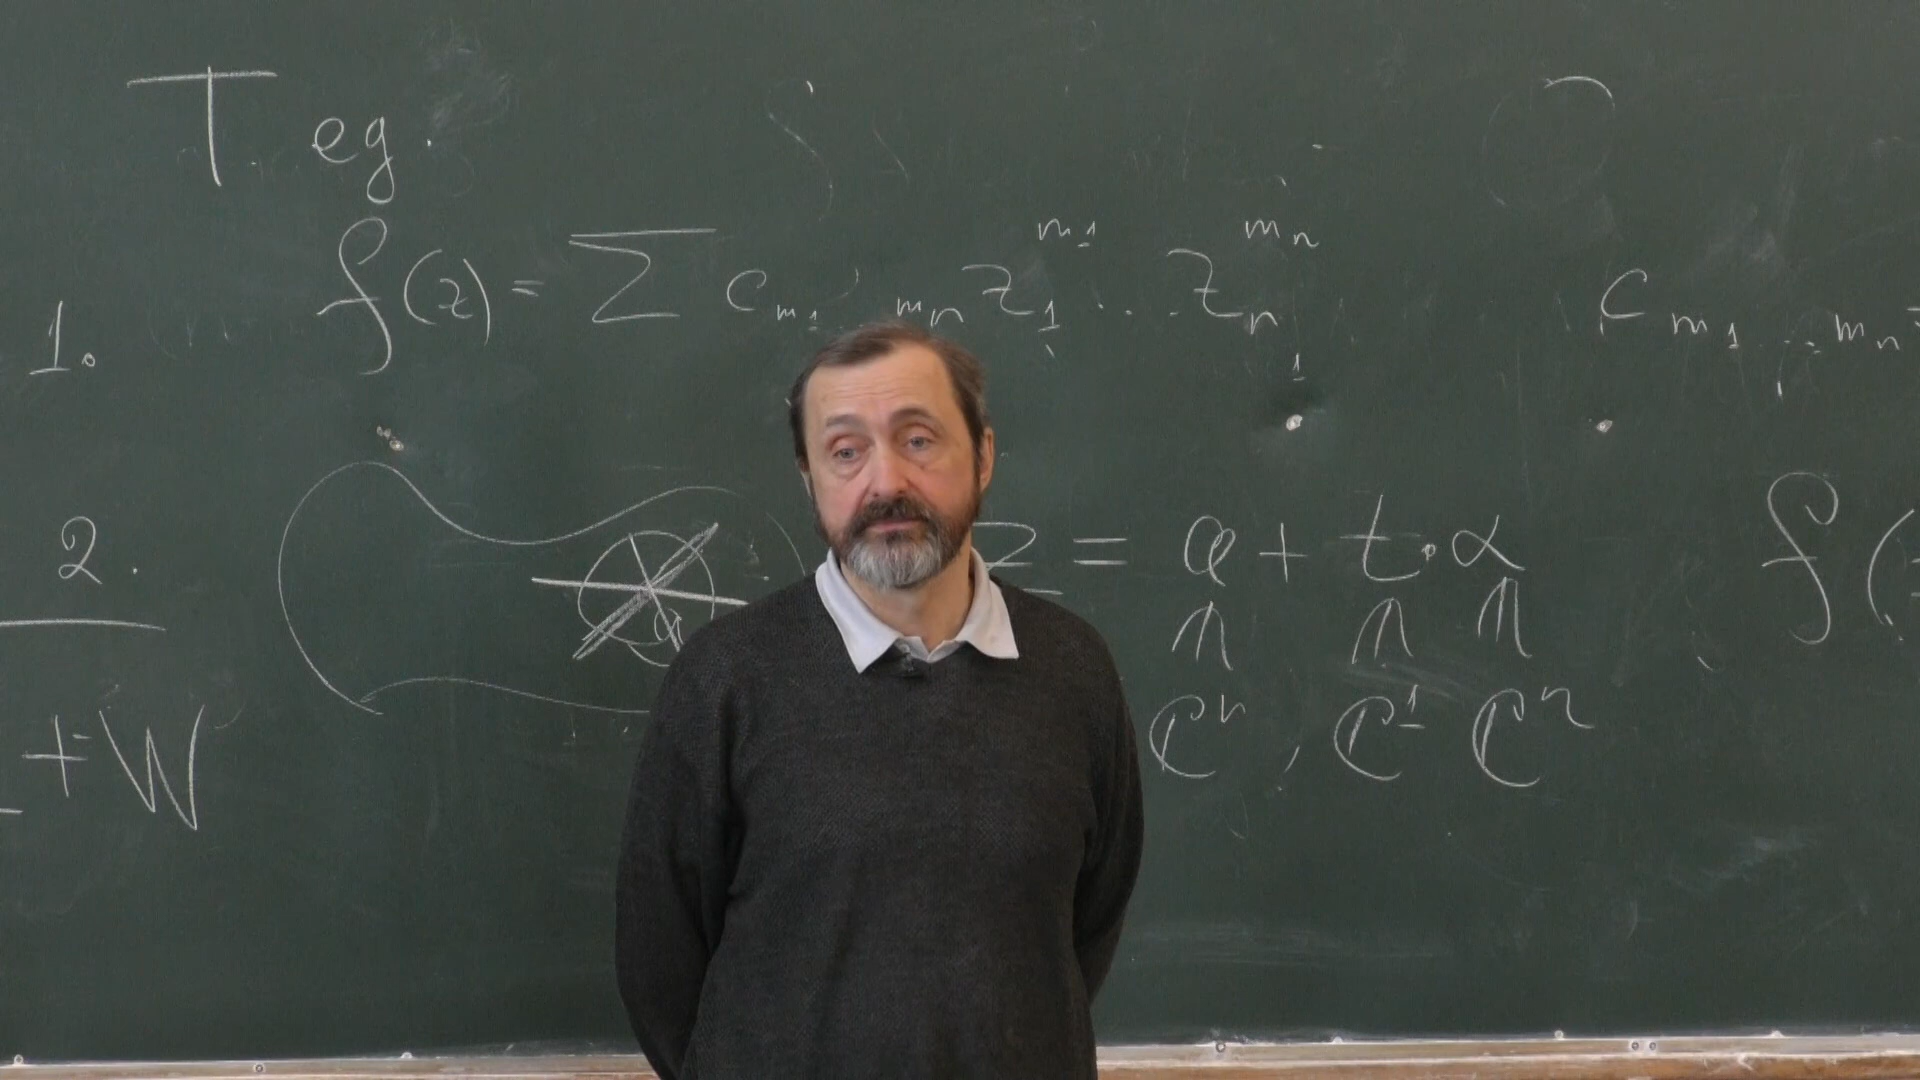 T. eg.
1. f(z) = ∑ c_{m_1 ... m_n} z_1^{m_1} ... z_n^{m_n} c_{m_1 ... m_n}
2. a z = a + t·α f(
+W ℂ^n, ℂ^1 ℂ^n